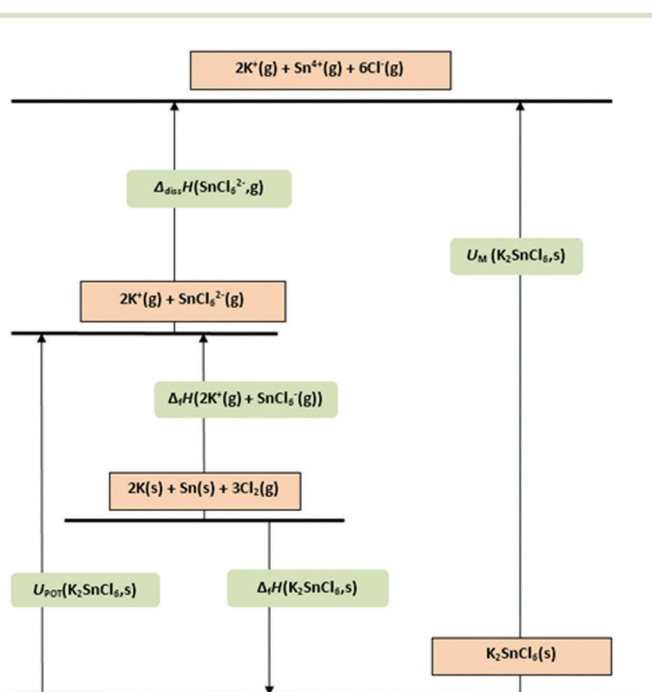 2K⁺(g) + Sn⁴⁺(g) + 6Cl⁻(g)
Δ_diss H(SnCl₆²⁻,g)
U_M (K₂SnCl₆,s)
2K⁺(g) + SnCl₆²⁻(g)
Δ_f H(2K⁺(g) + SnCl₆⁻(g))
2K(s) + Sn(s) + 3Cl₂(g)
U_POT(K₂SnCl₆,s)
Δ_f H(K₂SnCl₆,s)
K₂SnCl₆(s)